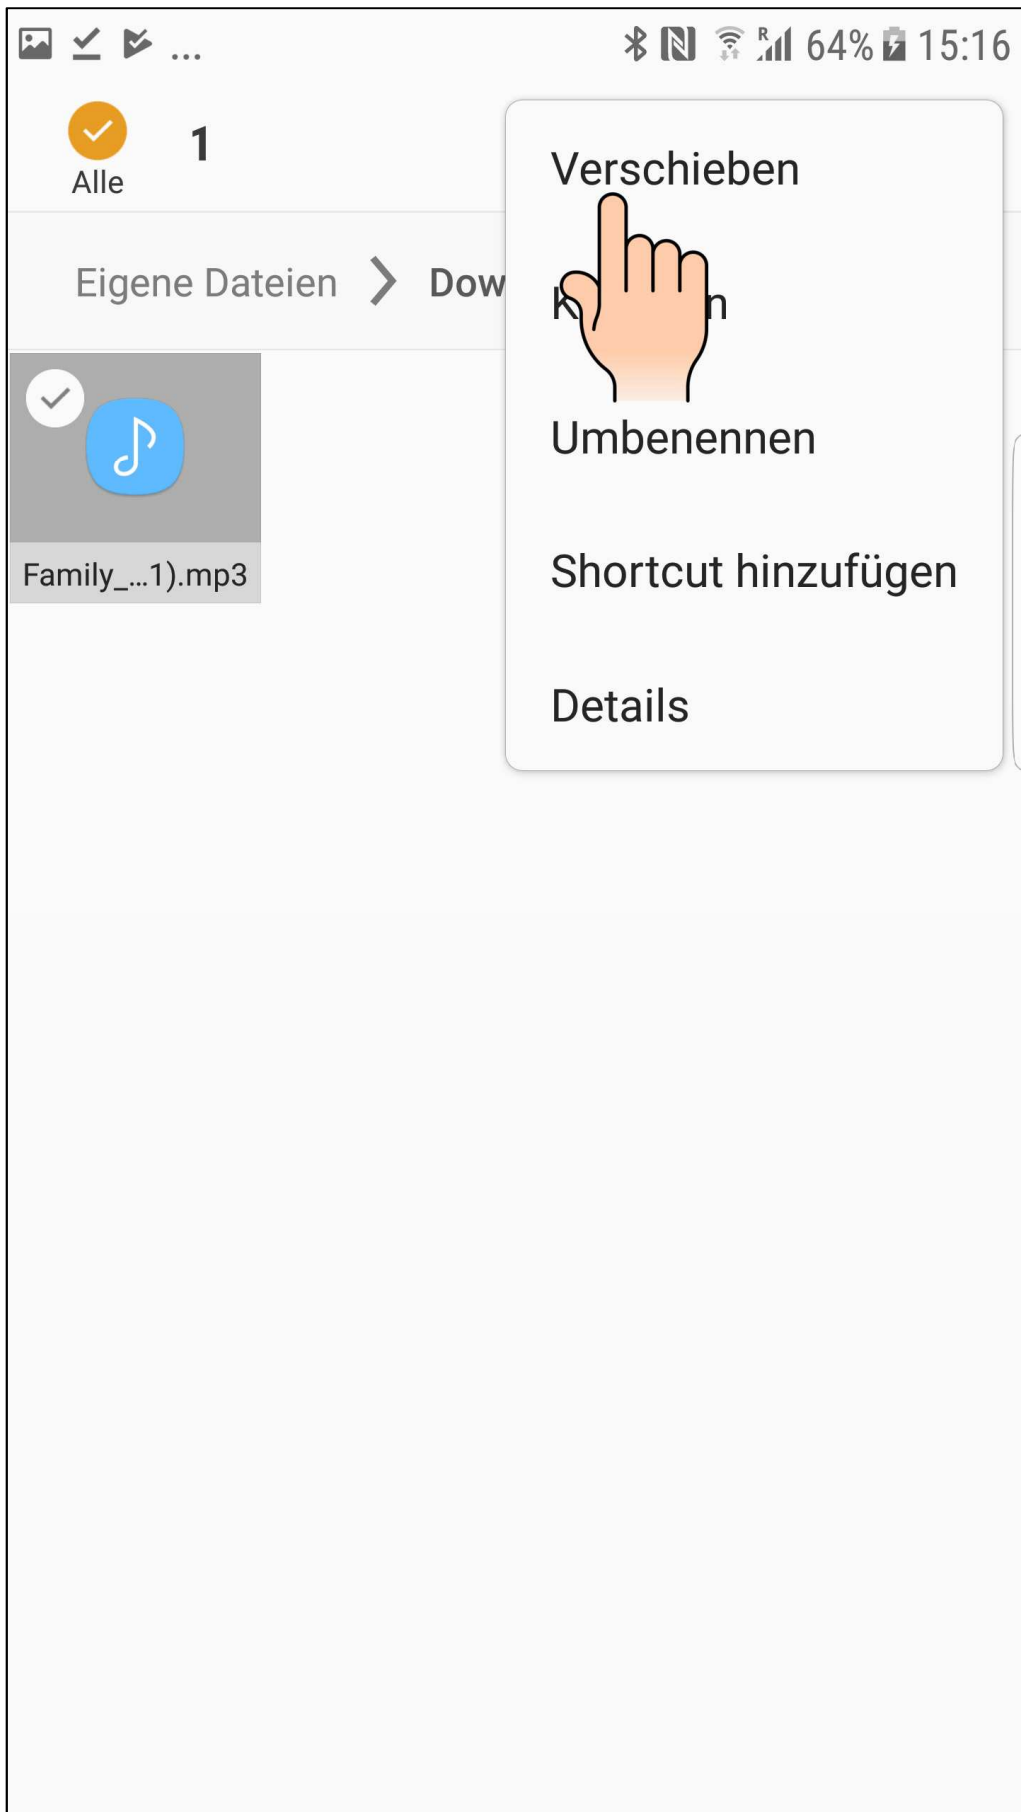 ... R 64% 15:16
1
Alle
Verschieben
Eigene Dateien Dow
Umbenennen
Family_...1).mp3
Shortcut hinzufügen
Details